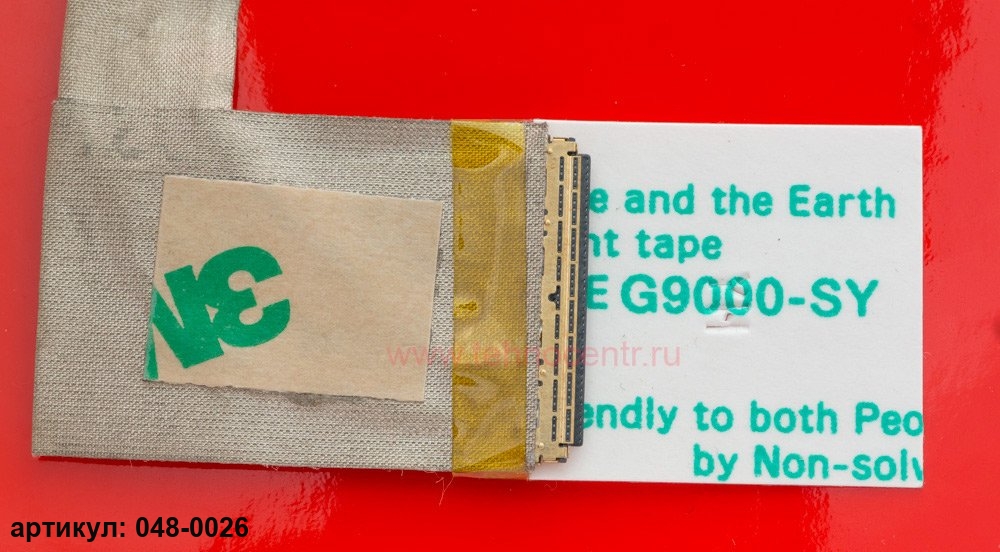 e and the Earth
nt tape
E G9000-SY
3M
www.tehnocentr.ru
endly to both Peo
by Non-solv
артикул: 048-0026